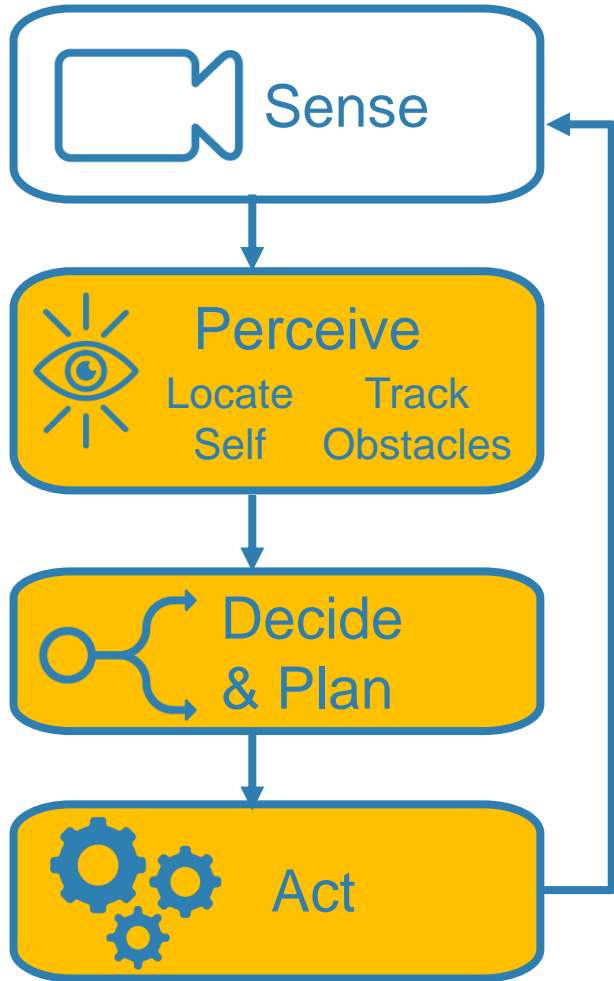 Sense
Perceive
Locate Self
Track Obstacles
Decide
& Plan
Act